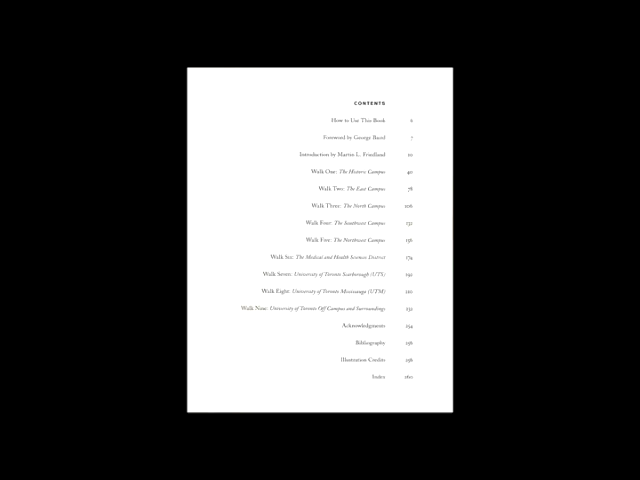 CONTENTS
How to Use This Book 6
Foreword by George Baird 7
Introduction by Martin L. Friedland 10
Walk One: The Historic Campus 40
Walk Two: The East Campus 78
Walk Three: The North Campus 106
Walk Four: The Southwest Campus 132
Walk Five: The Northwest Campus 156
Walk Six: The Medical and Health Sciences District 174
Walk Seven: University of Toronto Scarborough (UTS) 192
Walk Eight: University of Toronto Mississauga (UTM) 210
Walk Nine: University of Toronto Off Campus and Surroundings 232
Acknowledgments 254
Bibliography 256
Illustration Credits 258
Index 260